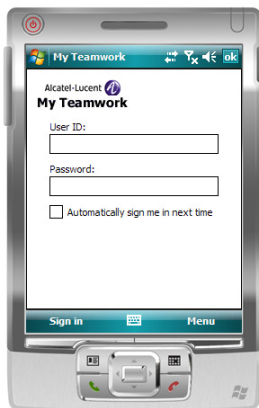 My Teamwork
ok
Alcatel-Lucent
My Teamwork
User ID:
Password:
Automatically sign me in next time
Sign in
Menu